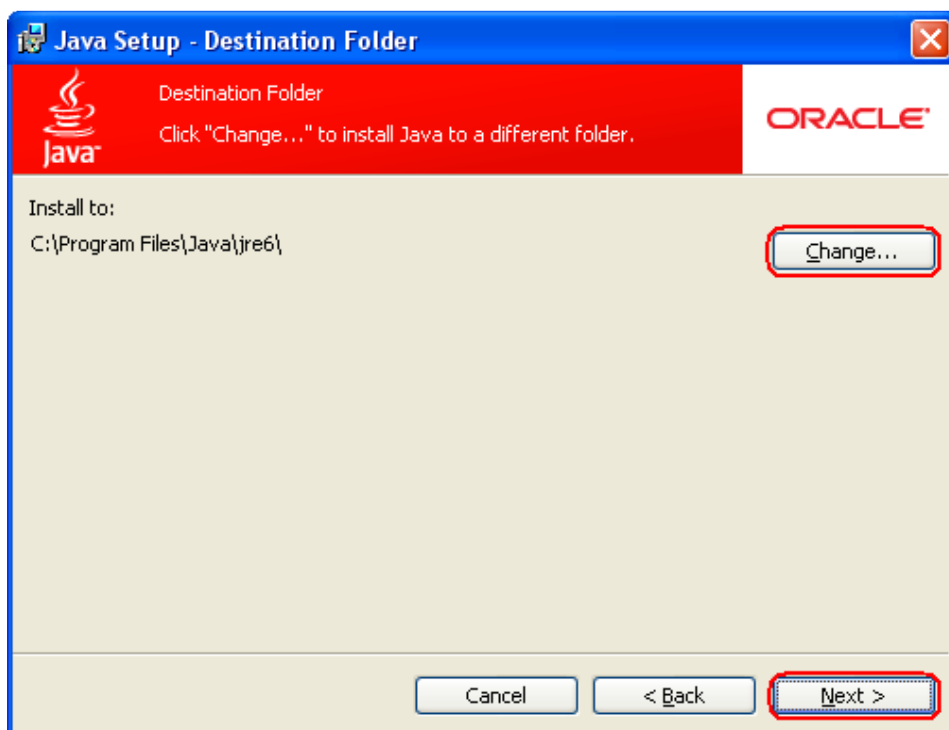 Java Setup - Destination Folder
Java
Destination Folder
Click "Change..." to install Java to a different folder.
ORACLE
Install to:
C:\Program Files\Java\jre6\
Change...
Cancel
< Back
Next >